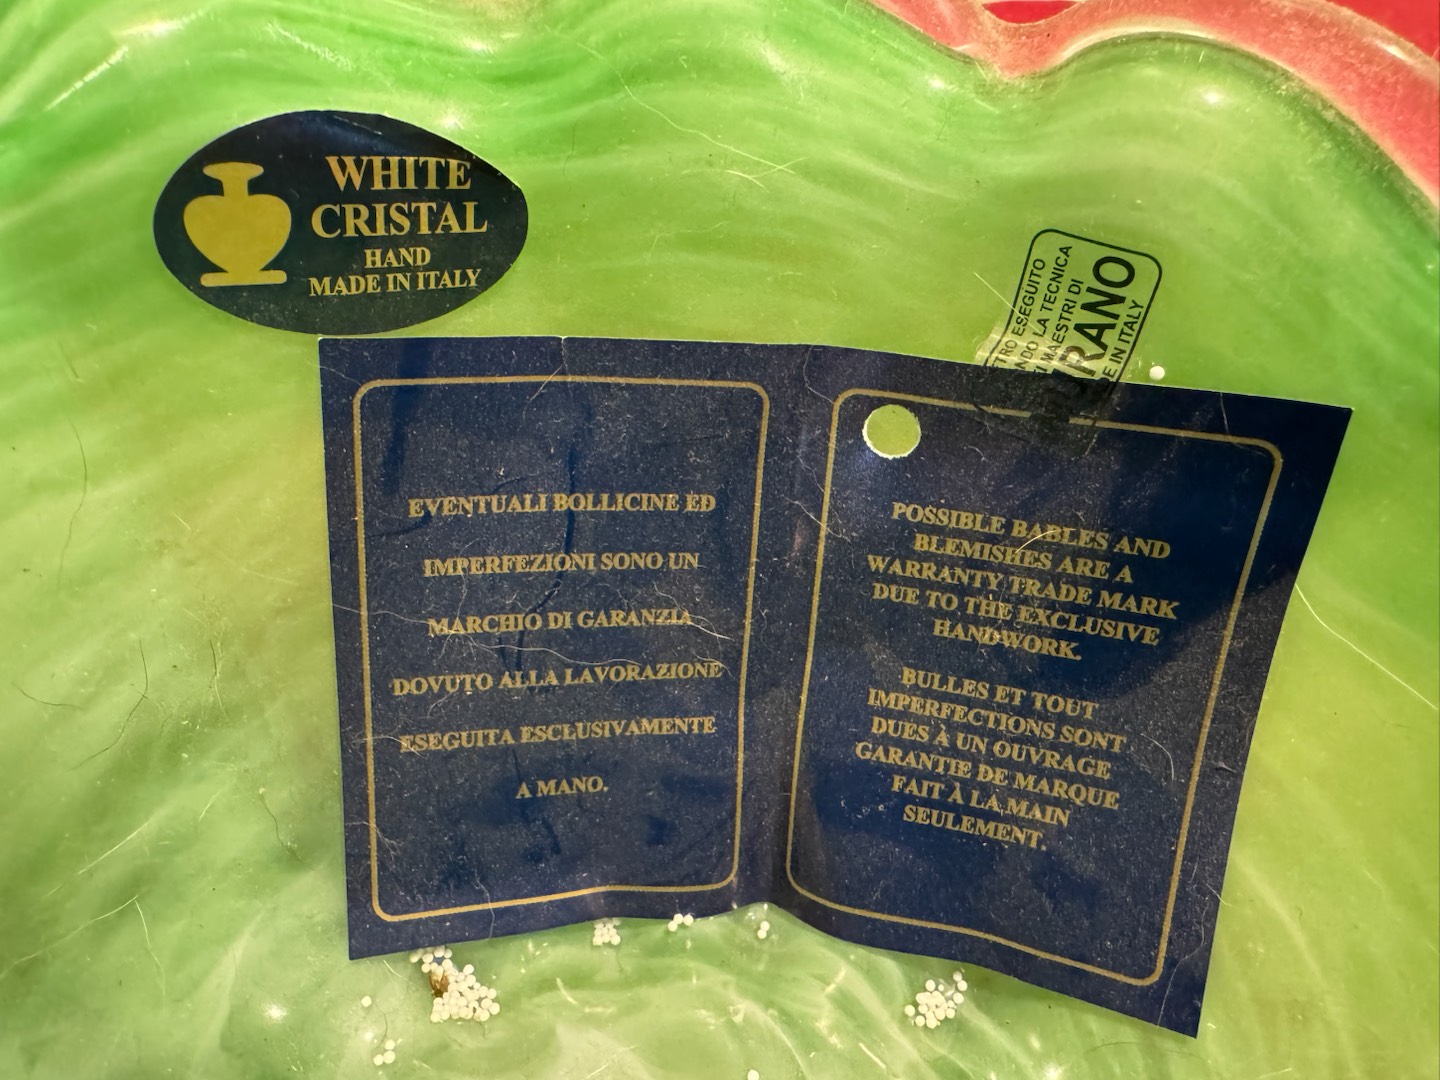 WHITE
CRISTAL
HAND
MADE IN ITALY
ESEGUITO
LA TECNICA
MAESTRI DI
IN ITALY
EVENTUALI BOLLICINE ED
IMPERFEZIONI SONO UN
MARCHIO DI GARANZIA
DOVUTO ALLA LAVORAZIONE
ESEGUITA ESCLUSIVAMENTE
A MANO.
POSSIBLE BABLES AND
BLEMISHES ARE A
WARRANTY TRADE MARK
DUE TO THE EXCLUSIVE
HANDWORK.
BULLES ET TOUT
IMPERFECTIONS SONT
DUES À UN OUVRAGE
GARANTIE DE MARQUE
FAIT À LA MAIN
SEULEMENT.